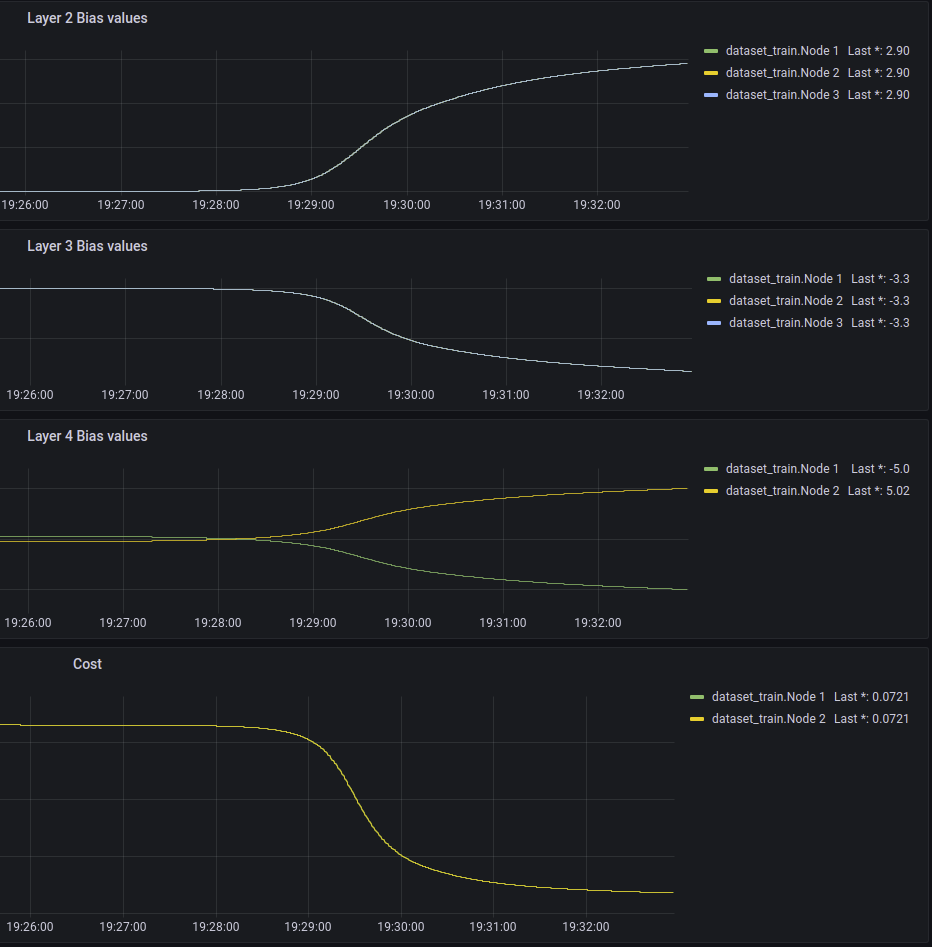 Layer 2 Bias values
dataset_train.Node 1 Last *: 2.90
dataset_train.Node 2 Last *: 2.90
dataset_train.Node 3 Last *: 2.90
19:26:00 19:27:00 19:28:00 19:29:00 19:30:00 19:31:00 19:32:00
Layer 3 Bias values
dataset_train.Node 1 Last *: -3.3
dataset_train.Node 2 Last *: -3.3
dataset_train.Node 3 Last *: -3.3
19:26:00 19:27:00 19:28:00 19:29:00 19:30:00 19:31:00 19:32:00
Layer 4 Bias values
dataset_train.Node 1 Last *: -5.0
dataset_train.Node 2 Last *: 5.02
19:26:00 19:27:00 19:28:00 19:29:00 19:30:00 19:31:00 19:32:00
Cost
dataset_train.Node 1 Last *: 0.0721
dataset_train.Node 2 Last *: 0.0721
19:26:00 19:27:00 19:28:00 19:29:00 19:30:00 19:31:00 19:32:00